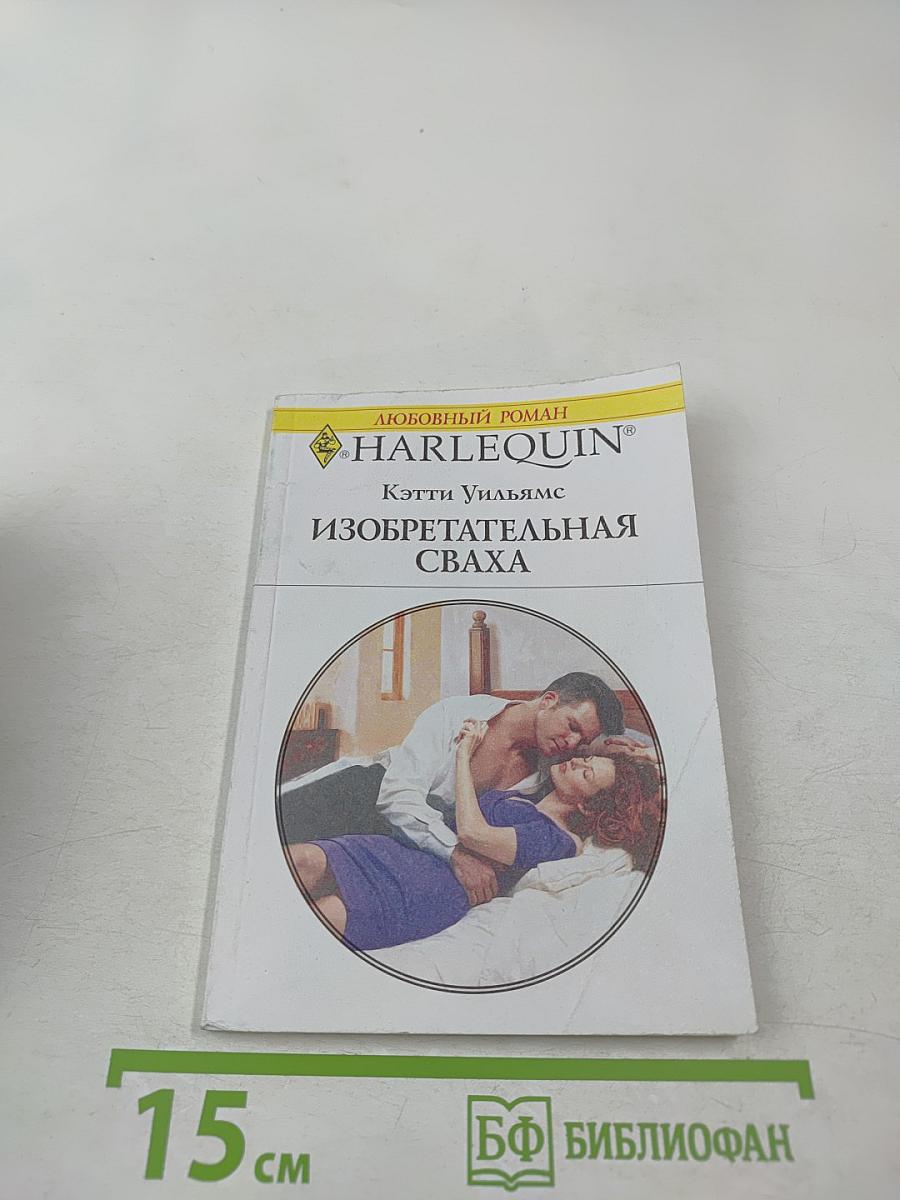 ЛЮБОВНЫЙ РОМАН
® HARLEQUIN®
Кэтти Уильямс
ИЗОБРЕТАТЕЛЬНАЯ
СВАХА
15 см
БФ БИБЛИОФАН